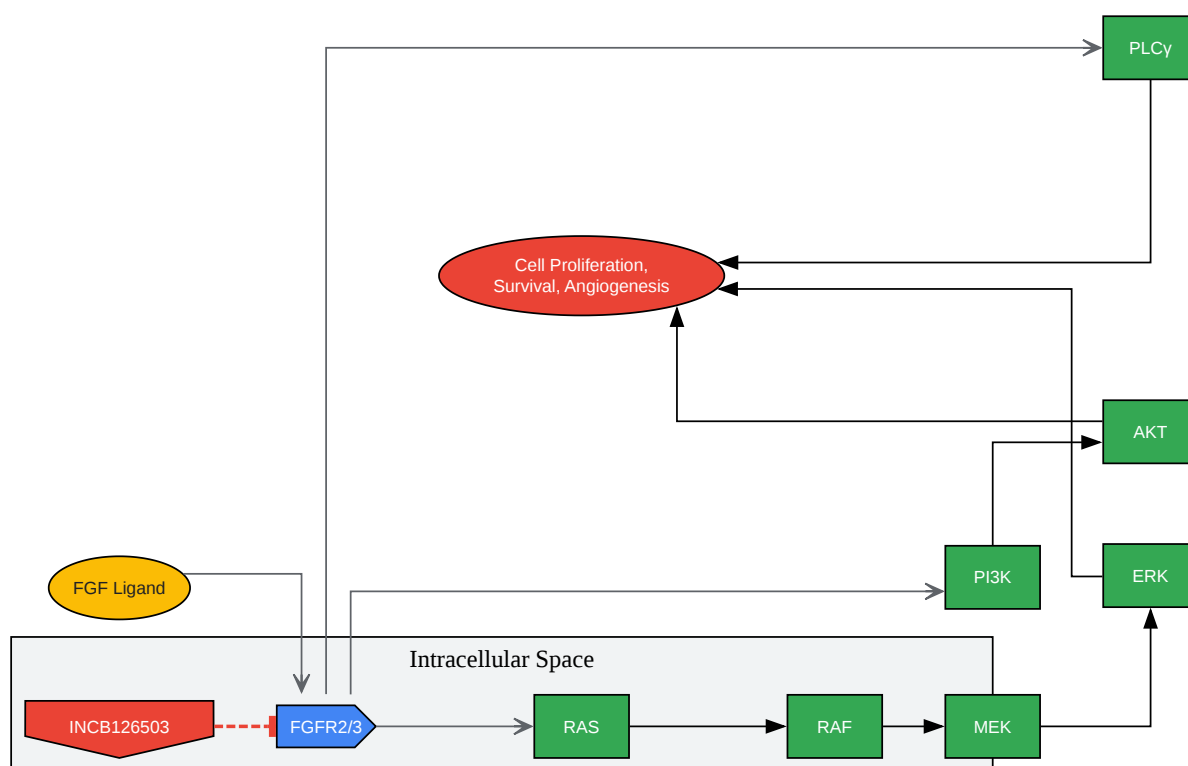 PLCγ
Cell Proliferation,
Survival, Angiogenesis
AKT
PI3K
ERK
FGF Ligand
Intracellular Space
INCB126503
FGFR2/3
RAS
RAF
MEK